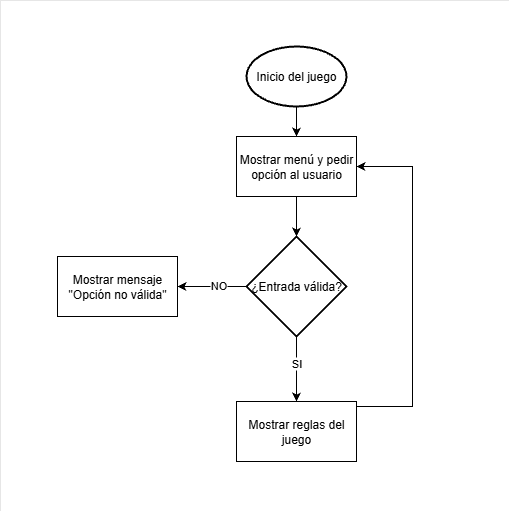 Inicio del juego
Mostrar menú y pedir
opción al usuario
¿Entrada válida?
NO
Mostrar mensaje
"Opción no válida"
SI
Mostrar reglas del
juego